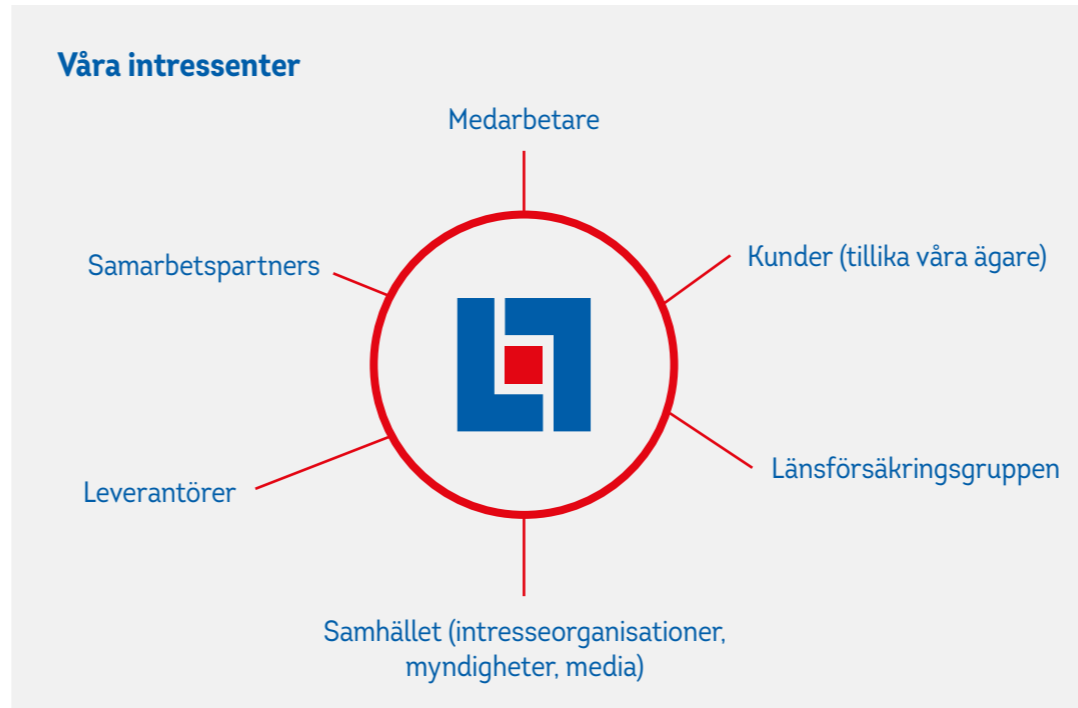 Våra intressenter
Medarbetare
Kunder (tillika våra ägare)
Samarbetspartners
Länsförsäkringsgruppen
Leverantörer
Samhället (intresseorganisationer,
myndigheter, media)